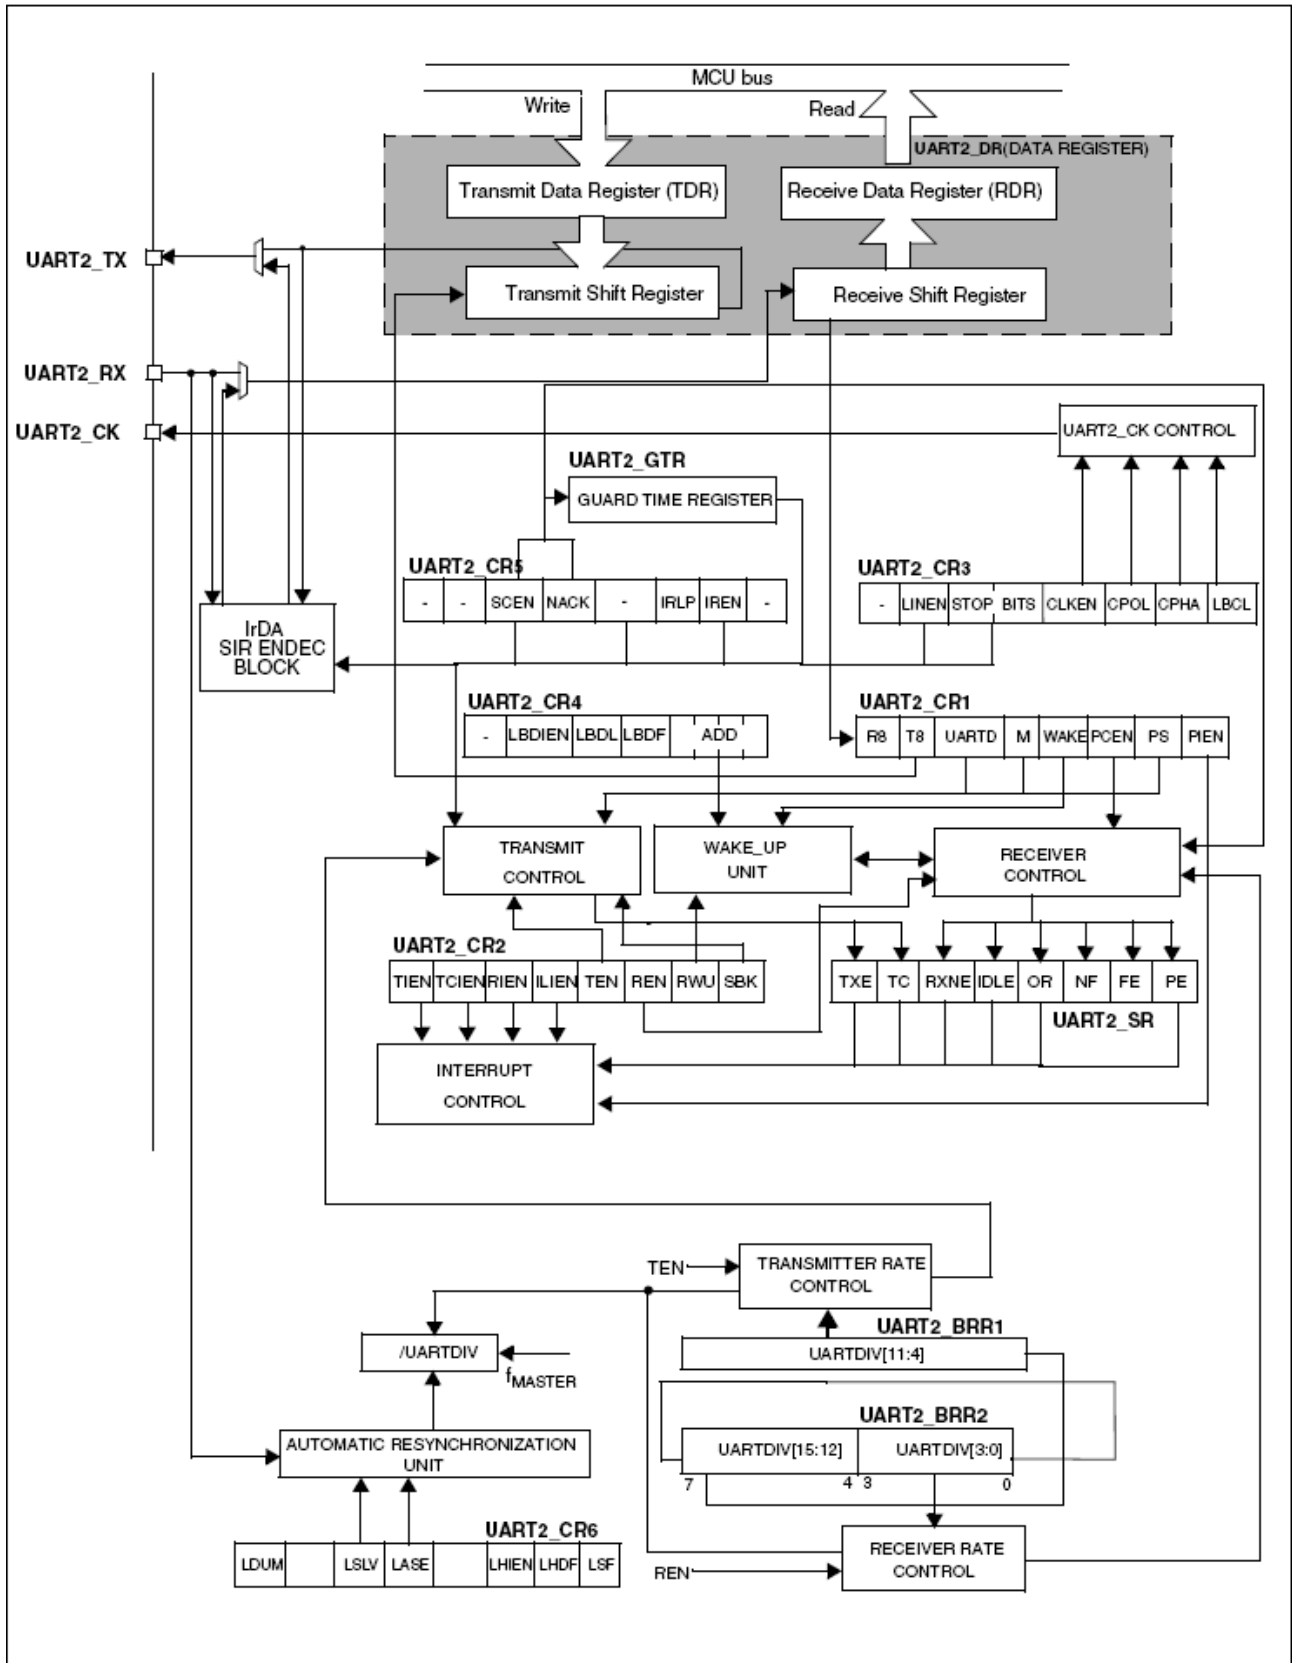 MCU bus
Write
Read
UART2_DR(DATA REGISTER)
Transmit Data Register (TDR)
Receive Data Register (RDR)
UART2_TX
Transmit Shift Register
Receive Shift Register
UART2_RX
UART2_CK
UART2_CK CONTROL
UART2_GTR
GUARD TIME REGISTER
UART2_CR5
- - SCEN NACK - IRLP IREN -
UART2_CR3
- LINEN STOP BITS CLKEN CPOL CPHA LBCL
IrDA
SIR ENDEC
BLOCK
UART2_CR4
- LBDIEN LBDL LBDF ADD
UART2_CR1
R8 T8 UARTD M WAKE PCEN PS PIEN
TRANSMIT
CONTROL
WAKE_UP
UNIT
RECEIVER
CONTROL
UART2_CR2
TIEN TCIEN RIEN ILIEN TEN REN RWU SBK
TXE TC RXNE IDLE OR NF FE PE
UART2_SR
INTERRUPT
CONTROL
TEN
TRANSMITTER RATE
CONTROL
UART2_BRR1
UARTDIV[11:4]
/UARTDIV
fMASTER
UART2_BRR2
UARTDIV[15:12] UARTDIV[3:0]
7 4 3 0
AUTOMATIC RESYNCHRONIZATION
UNIT
UART2_CR6
LDUM LSLV LASE LHIEN LHDF LSF
REN
RECEIVER RATE
CONTROL